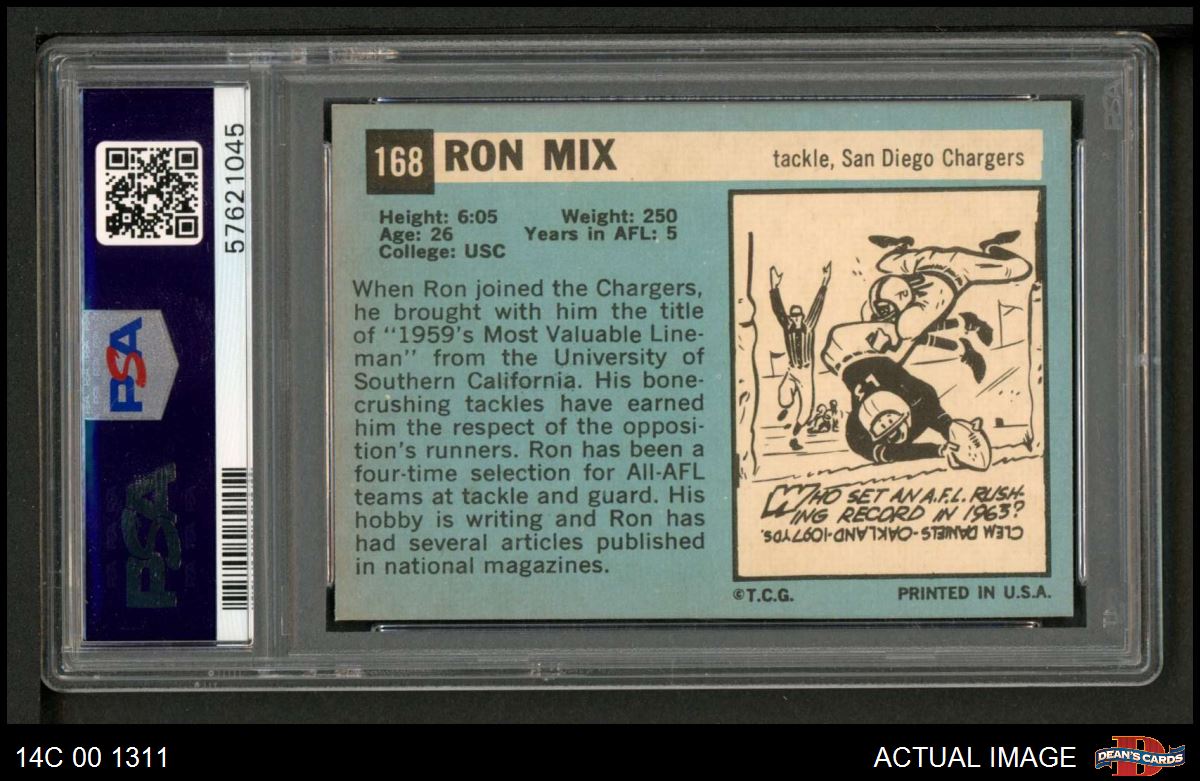 57621045
PSA
PSA
168 RON MIX
tackle, San Diego Chargers
Height: 6:05 Weight: 250
Age: 26 Years in AFL: 5
College: USC
When Ron joined the Chargers,
he brought with him the title
of "1959's Most Valuable Line-
man" from the University of
Southern California. His bone-
crushing tackles have earned
him the respect of the opposi-
tion's runners. Ron has been a
four-time selection for All-AFL
teams at tackle and guard. His
hobby is writing and Ron has
had several articles published
in national magazines.
WHO SET AN A.F.L. RUSH-
ING RECORD IN 1963?
CLEM DANIELS-OAKLAND-1097 YDS.
©T.C.G.
PRINTED IN U.S.A.
14C 00 1311
ACTUAL IMAGE
D
DEAN'S CARDS